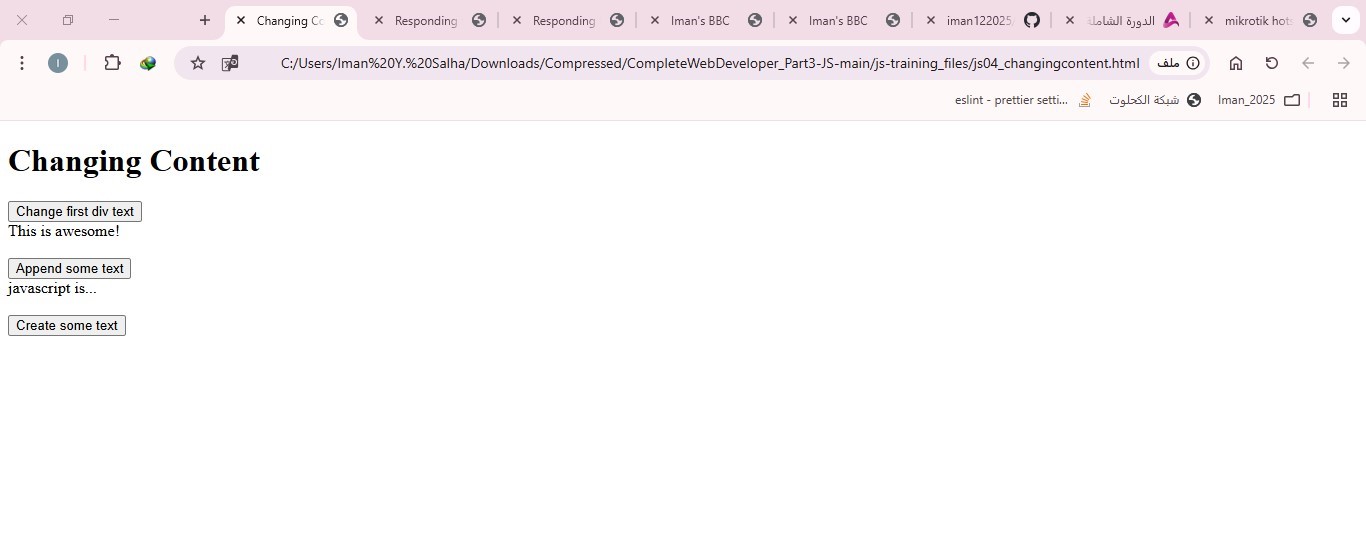 Changing Co
Responding
Responding
Iman's BBC
Iman's BBC
iman122025
الدورة الشاملة
mikrotik hots
I
C:/Users/Iman%20Y.%20Salha/Downloads/Compressed/CompleteWebDeveloper_Part3-JS-main/js-training_files/js04_changingcontent.html
ملف
eslint - prettier setti...
شبكة الكحلوت
Iman_2025
Changing Content
Change first div text
This is awesome!
Append some text
javascript is...
Create some text